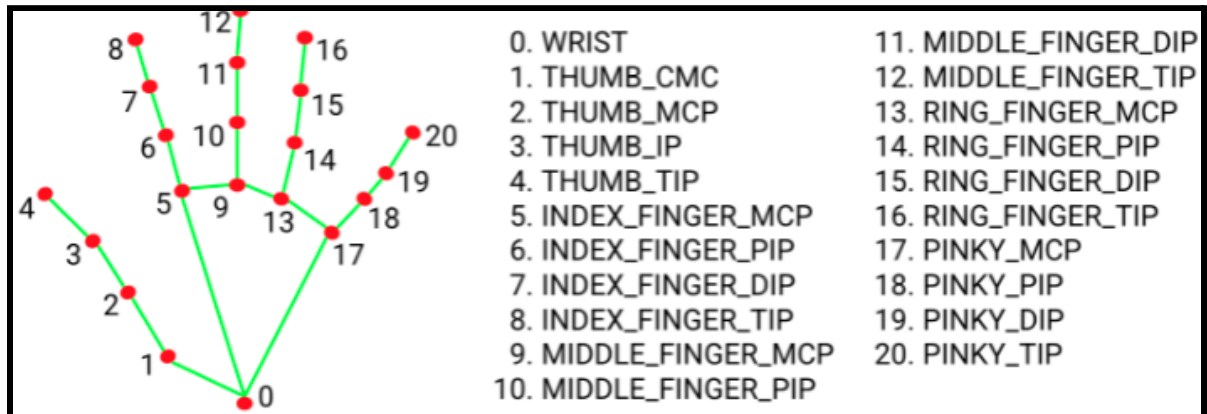 12
8
16
11
7
15
10
6
20
14
19
4
5
9
13
18
3
17
2
1
0
0. WRIST
1. THUMB_CMC
2. THUMB_MCP
3. THUMB_IP
4. THUMB_TIP
5. INDEX_FINGER_MCP
6. INDEX_FINGER_PIP
7. INDEX_FINGER_DIP
8. INDEX_FINGER_TIP
9. MIDDLE_FINGER_MCP
10. MIDDLE_FINGER_PIP
11. MIDDLE_FINGER_DIP
12. MIDDLE_FINGER_TIP
13. RING_FINGER_MCP
14. RING_FINGER_PIP
15. RING_FINGER_DIP
16. RING_FINGER_TIP
17. PINKY_MCP
18. PINKY_PIP
19. PINKY_DIP
20. PINKY_TIP